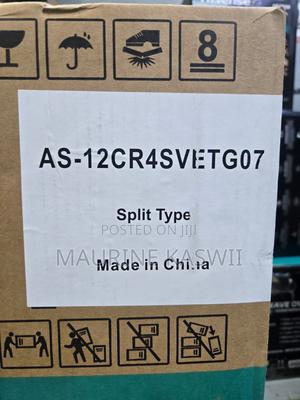 8
AS-12CR4SVETG07
Split Type
POSTED ON JIJI
MAURINE KASWII
Made in China